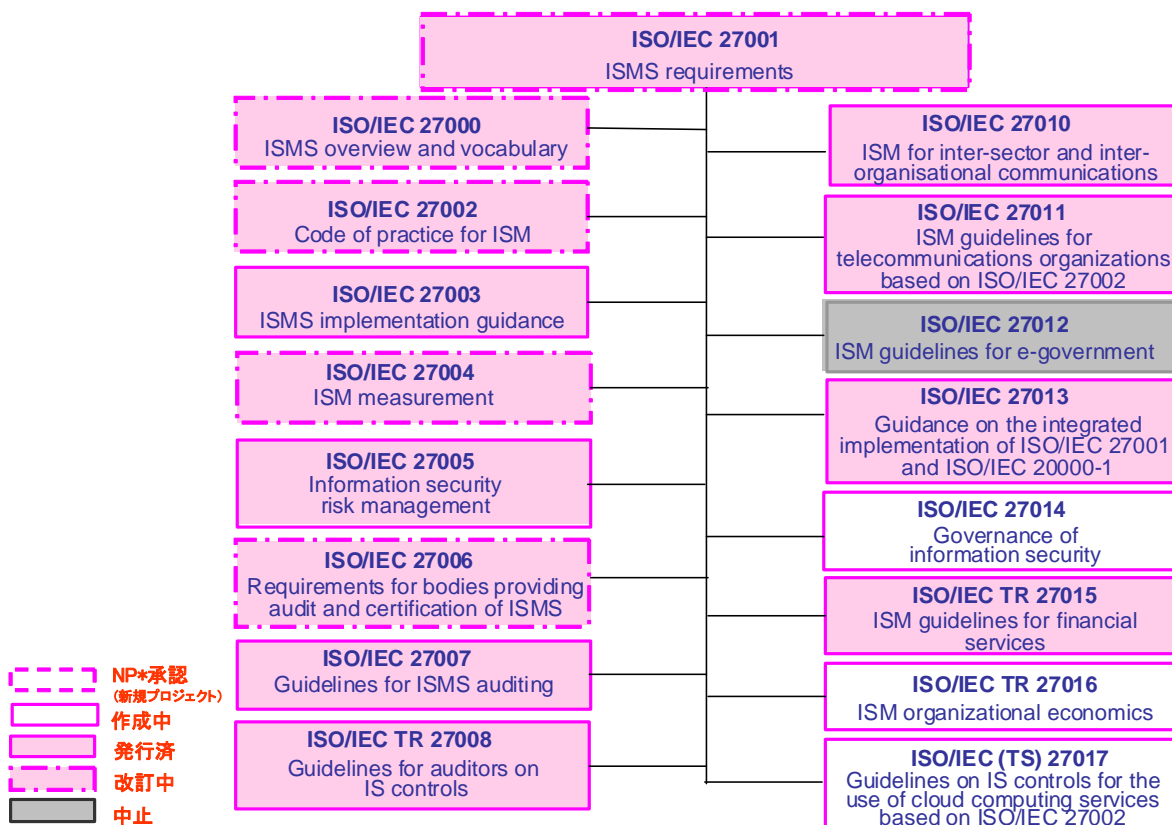 ISO/IEC 27001
ISMS requirements
ISO/IEC 27000
ISMS overview and vocabulary
ISO/IEC 27002
Code of practice for ISM
ISO/IEC 27003
ISMS implementation guidance
ISO/IEC 27004
ISM measurement
ISO/IEC 27005
Information security
risk management
ISO/IEC 27006
Requirements for bodies providing
audit and certification of ISMS
ISO/IEC 27007
Guidelines for ISMS auditing
ISO/IEC TR 27008
Guidelines for auditors on
IS controls
ISO/IEC 27010
ISM for inter-sector and inter-
organisational communications
ISO/IEC 27011
ISM guidelines for
telecommunications organizations
based on ISO/IEC 27002
ISO/IEC 27012
ISM guidelines for e-government
ISO/IEC 27013
Guidance on the integrated
implementation of ISO/IEC 27001
and ISO/IEC 20000-1
ISO/IEC 27014
Governance of
information security
ISO/IEC TR 27015
ISM guidelines for financial
services
ISO/IEC TR 27016
ISM organizational economics
ISO/IEC (TS) 27017
Guidelines on IS controls for the
use of cloud computing services
based on ISO/IEC 27002
NP*承認
(新規プロジェクト)
作成中
発行済
改訂中
中止